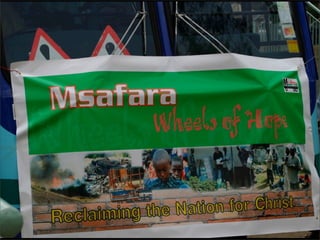 Msafara
Wheels of Hope
Reclaiming the Nation for Christ